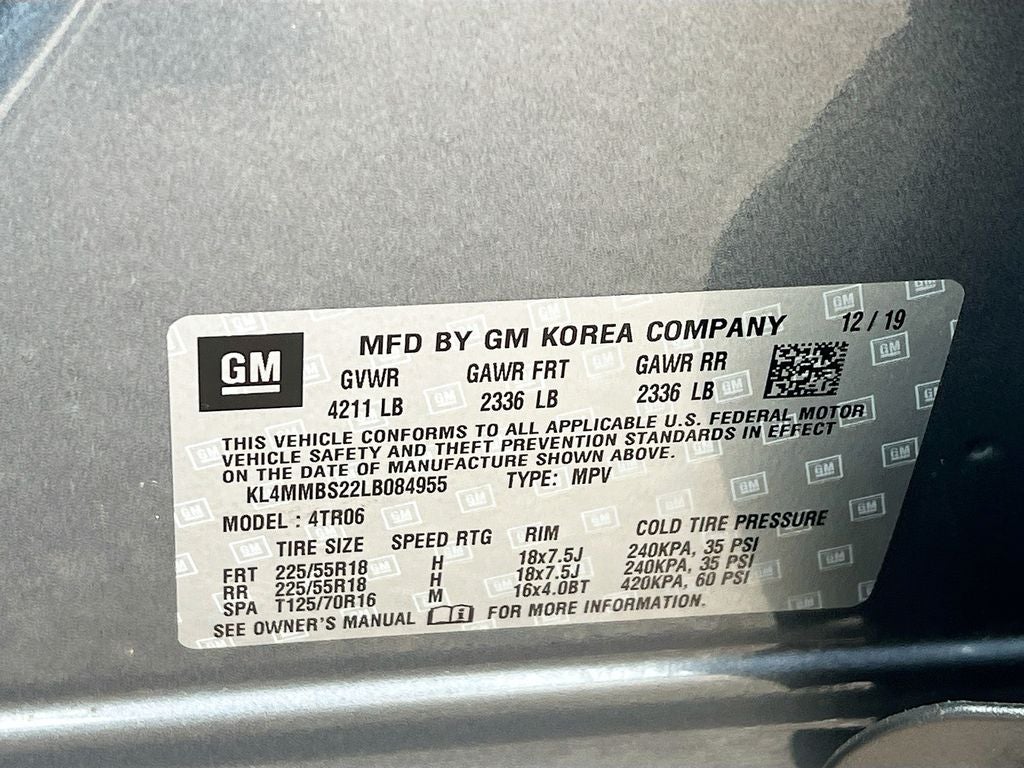 GM
MFD BY GM KOREA COMPANY 12 / 19
GVWR GAWR FRT GAWR RR
4211 LB 2336 LB 2336 LB
THIS VEHICLE CONFORMS TO ALL APPLICABLE U.S. FEDERAL MOTOR
VEHICLE SAFETY AND THEFT PREVENTION STANDARDS IN EFFECT
ON THE DATE OF MANUFACTURE SHOWN ABOVE.
KL4MMBS22LB084955 TYPE: MPV
MODEL : 4TR06
TIRE SIZE SPEED RTG RIM COLD TIRE PRESSURE
FRT 225/55R18 H 18x7.5J 240KPA, 35 PSI
RR 225/55R18 H 18x7.5J 240KPA, 35 PSI
SPA T125/70R16 M 16x4.0BT 420KPA, 60 PSI
SEE OWNER'S MANUAL FOR MORE INFORMATION.